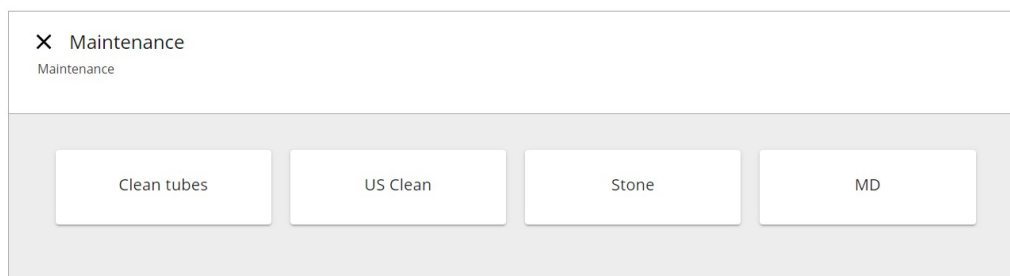 Maintenance
Maintenance
Clean tubes
US Clean
Stone
MD